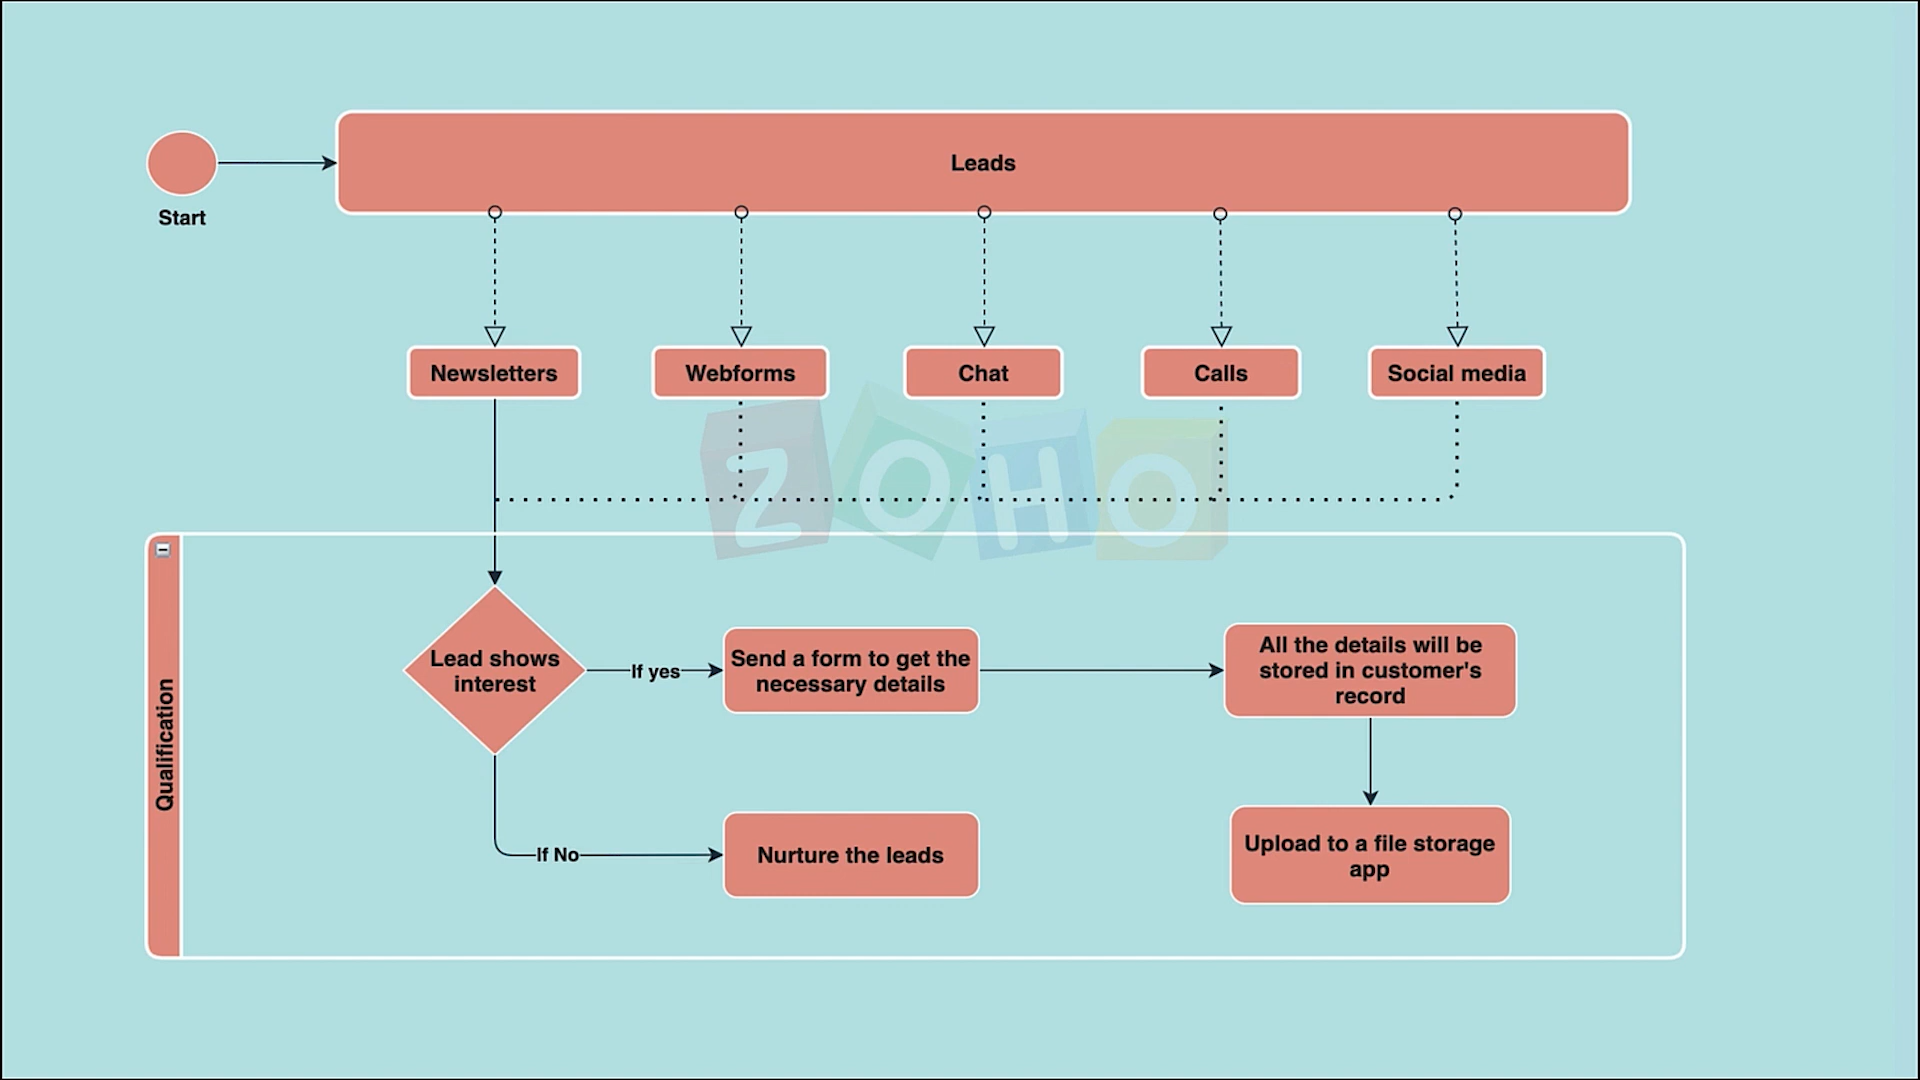 Leads
Start
Newsletters
Webforms
Chat
Calls
Social media
ZOHO
Qualification
Lead shows
interest
If yes
Send a form to get the
necessary details
All the details will be
stored in customer's
record
If No
Nurture the leads
Upload to a file storage
app